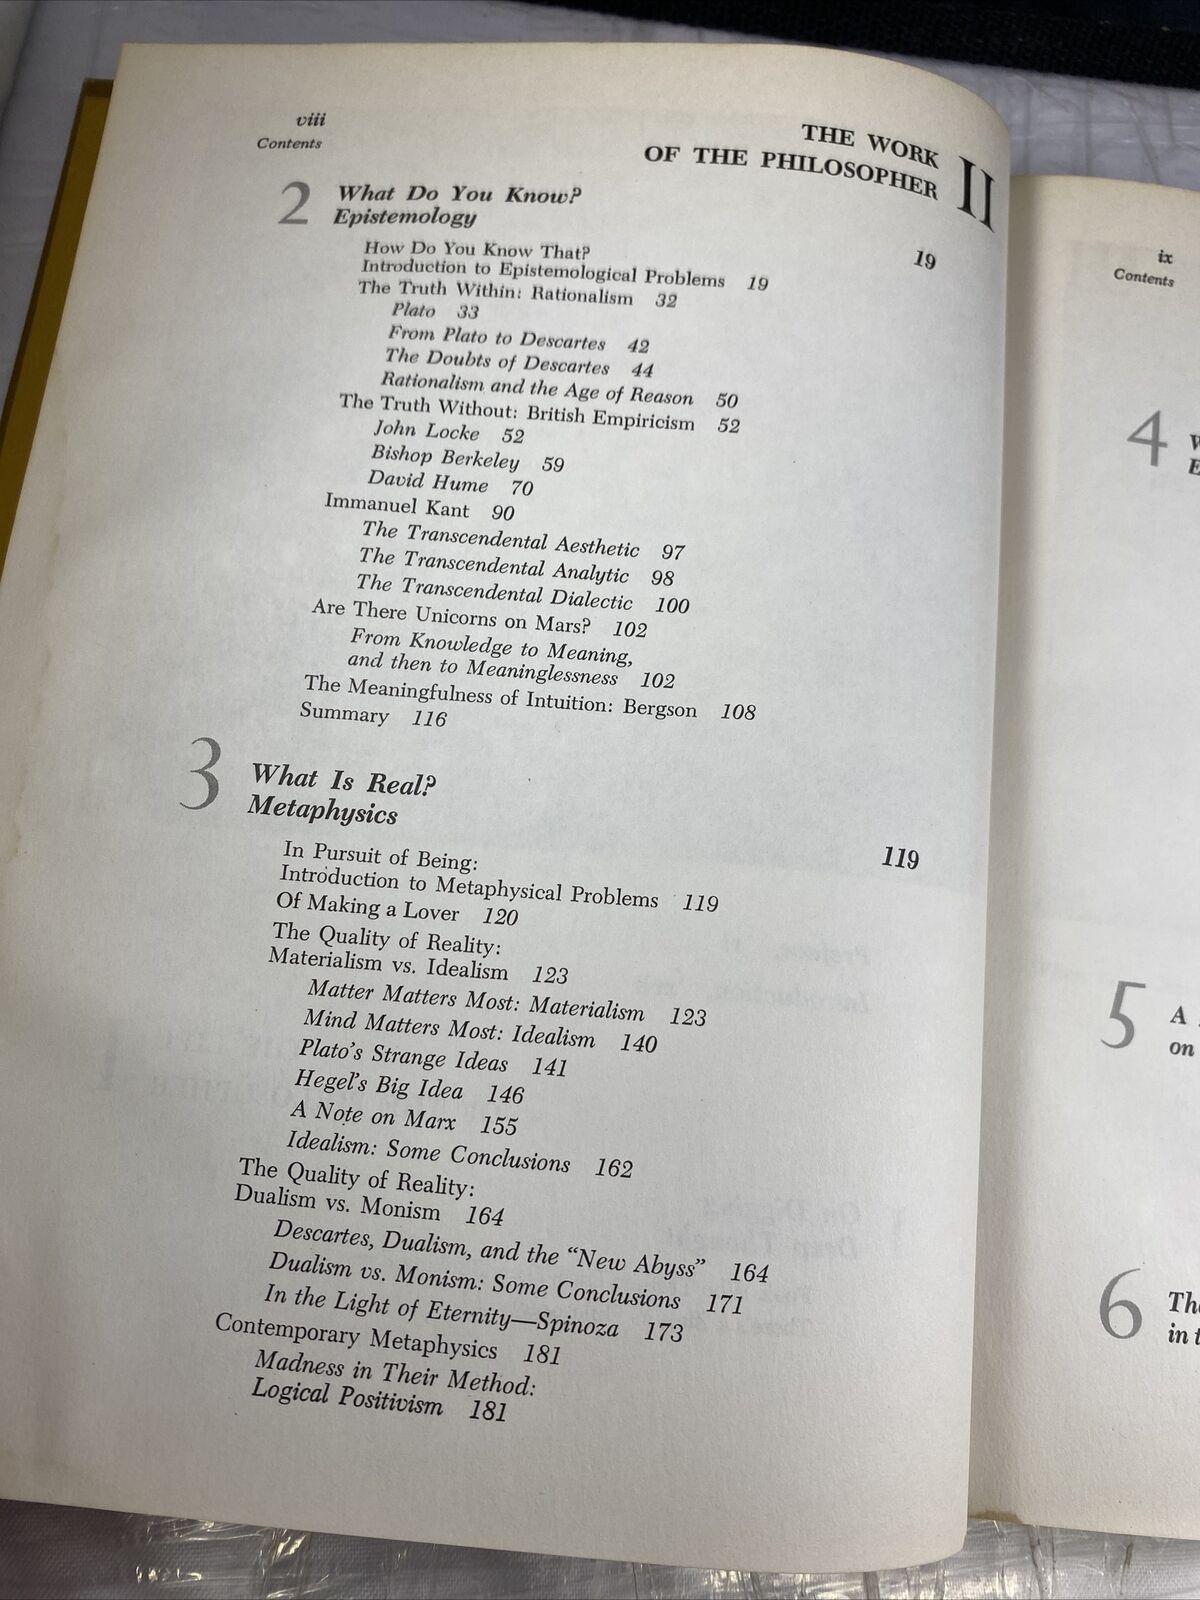 viii
Contents
THE WORK
OF THE PHILOSOPHER
II
2
What Do You Know?
Epistemology
19
How Do You Know That?
Introduction to Epistemological Problems 19
The Truth Within: Rationalism 32
Plato 33
From Plato to Descartes 42
The Doubts of Descartes 44
Rationalism and the Age of Reason 50
The Truth Without: British Empiricism 52
John Locke 52
Bishop Berkeley 59
David Hume 70
Immanuel Kant 90
The Transcendental Aesthetic 97
The Transcendental Analytic 98
The Transcendental Dialectic 100
Are There Unicorns on Mars? 102
From Knowledge to Meaning,
and then to Meaninglessness 102
The Meaningfulness of Intuition: Bergson 108
Summary 116
3
What Is Real?
Metaphysics
119
In Pursuit of Being:
Introduction to Metaphysical Problems 119
Of Making a Lover 120
The Quality of Reality:
Materialism vs. Idealism 123
Matter Matters Most: Materialism 123
Mind Matters Most: Idealism 140
Plato's Strange Ideas 141
Hegel's Big Idea 146
A Note on Marx 155
Idealism: Some Conclusions 162
The Quality of Reality:
Dualism vs. Monism 164
Descartes, Dualism, and the "New Abyss" 164
Dualism vs. Monism: Some Conclusions 171
In the Light of Eternity—Spinoza 173
Contemporary Metaphysics 181
Madness in Their Method:
Logical Positivism 181
ix
Contents
4
5
A
on
6
in